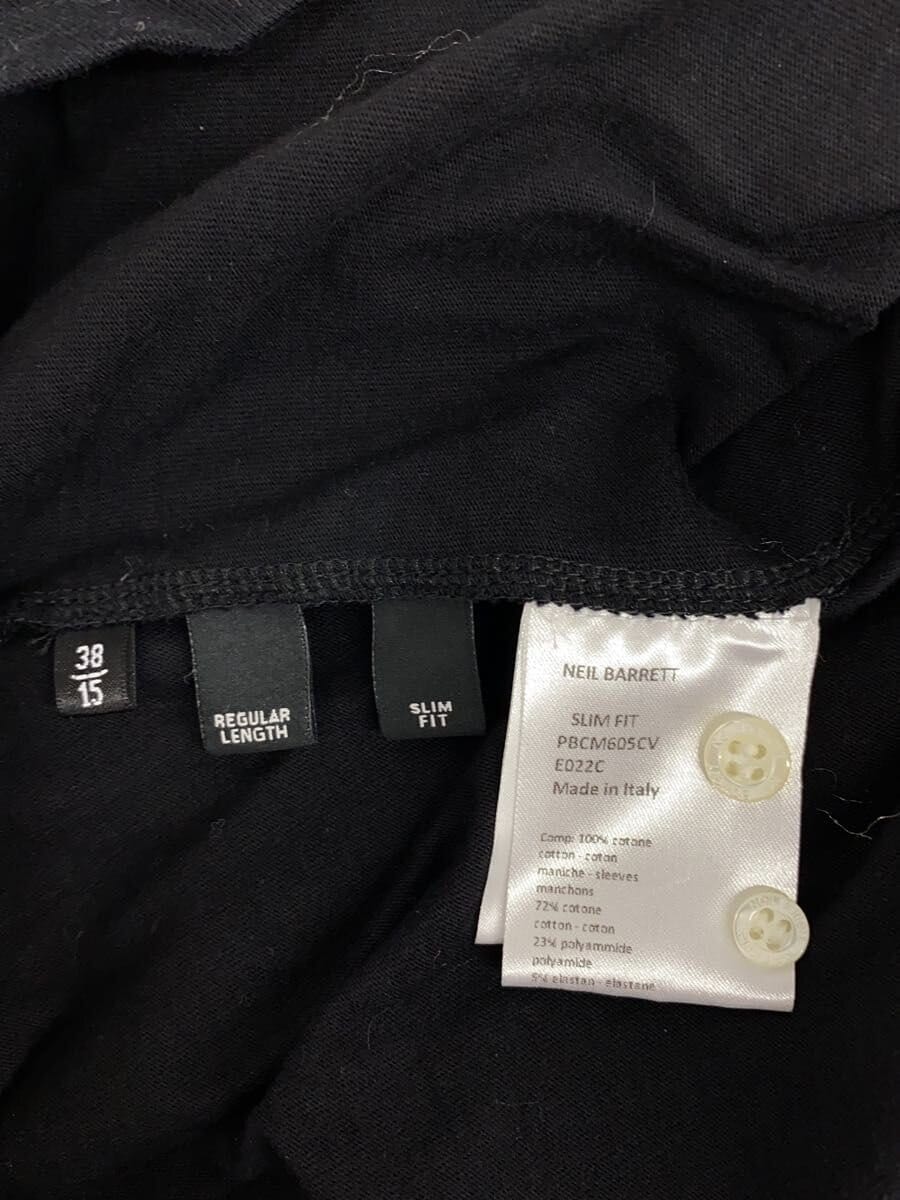 38
15
REGULAR
LENGTH
SLIM
FIT
NEIL BARRETT
SLIM FIT
PBCM605CV
E022C
Made in Italy
Comp: 100% cotone
cotton - coton
maniche - sleeves
manchons
72% cotone
cotton - coton
23% polyammide
polyamide
5% elastan - elastane